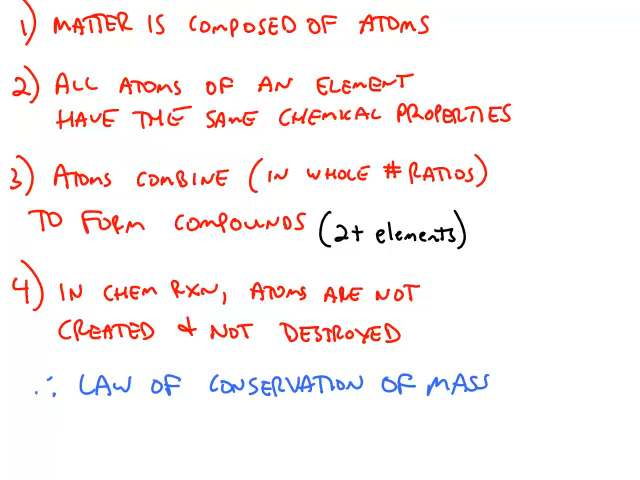 1) MATTER IS COMPOSED OF ATOMS
2) ALL ATOMS OF AN ELEMENT
HAVE THE SAME CHEMICAL PROPERTIES
3) ATOMS COMBINE (IN WHOLE # RATIOS)
TO FORM COMPOUNDS (2+ elements)
4) IN CHEM RXN, ATOMS ARE NOT
CREATED & NOT DESTROYED
∴ LAW OF CONSERVATION OF MASS